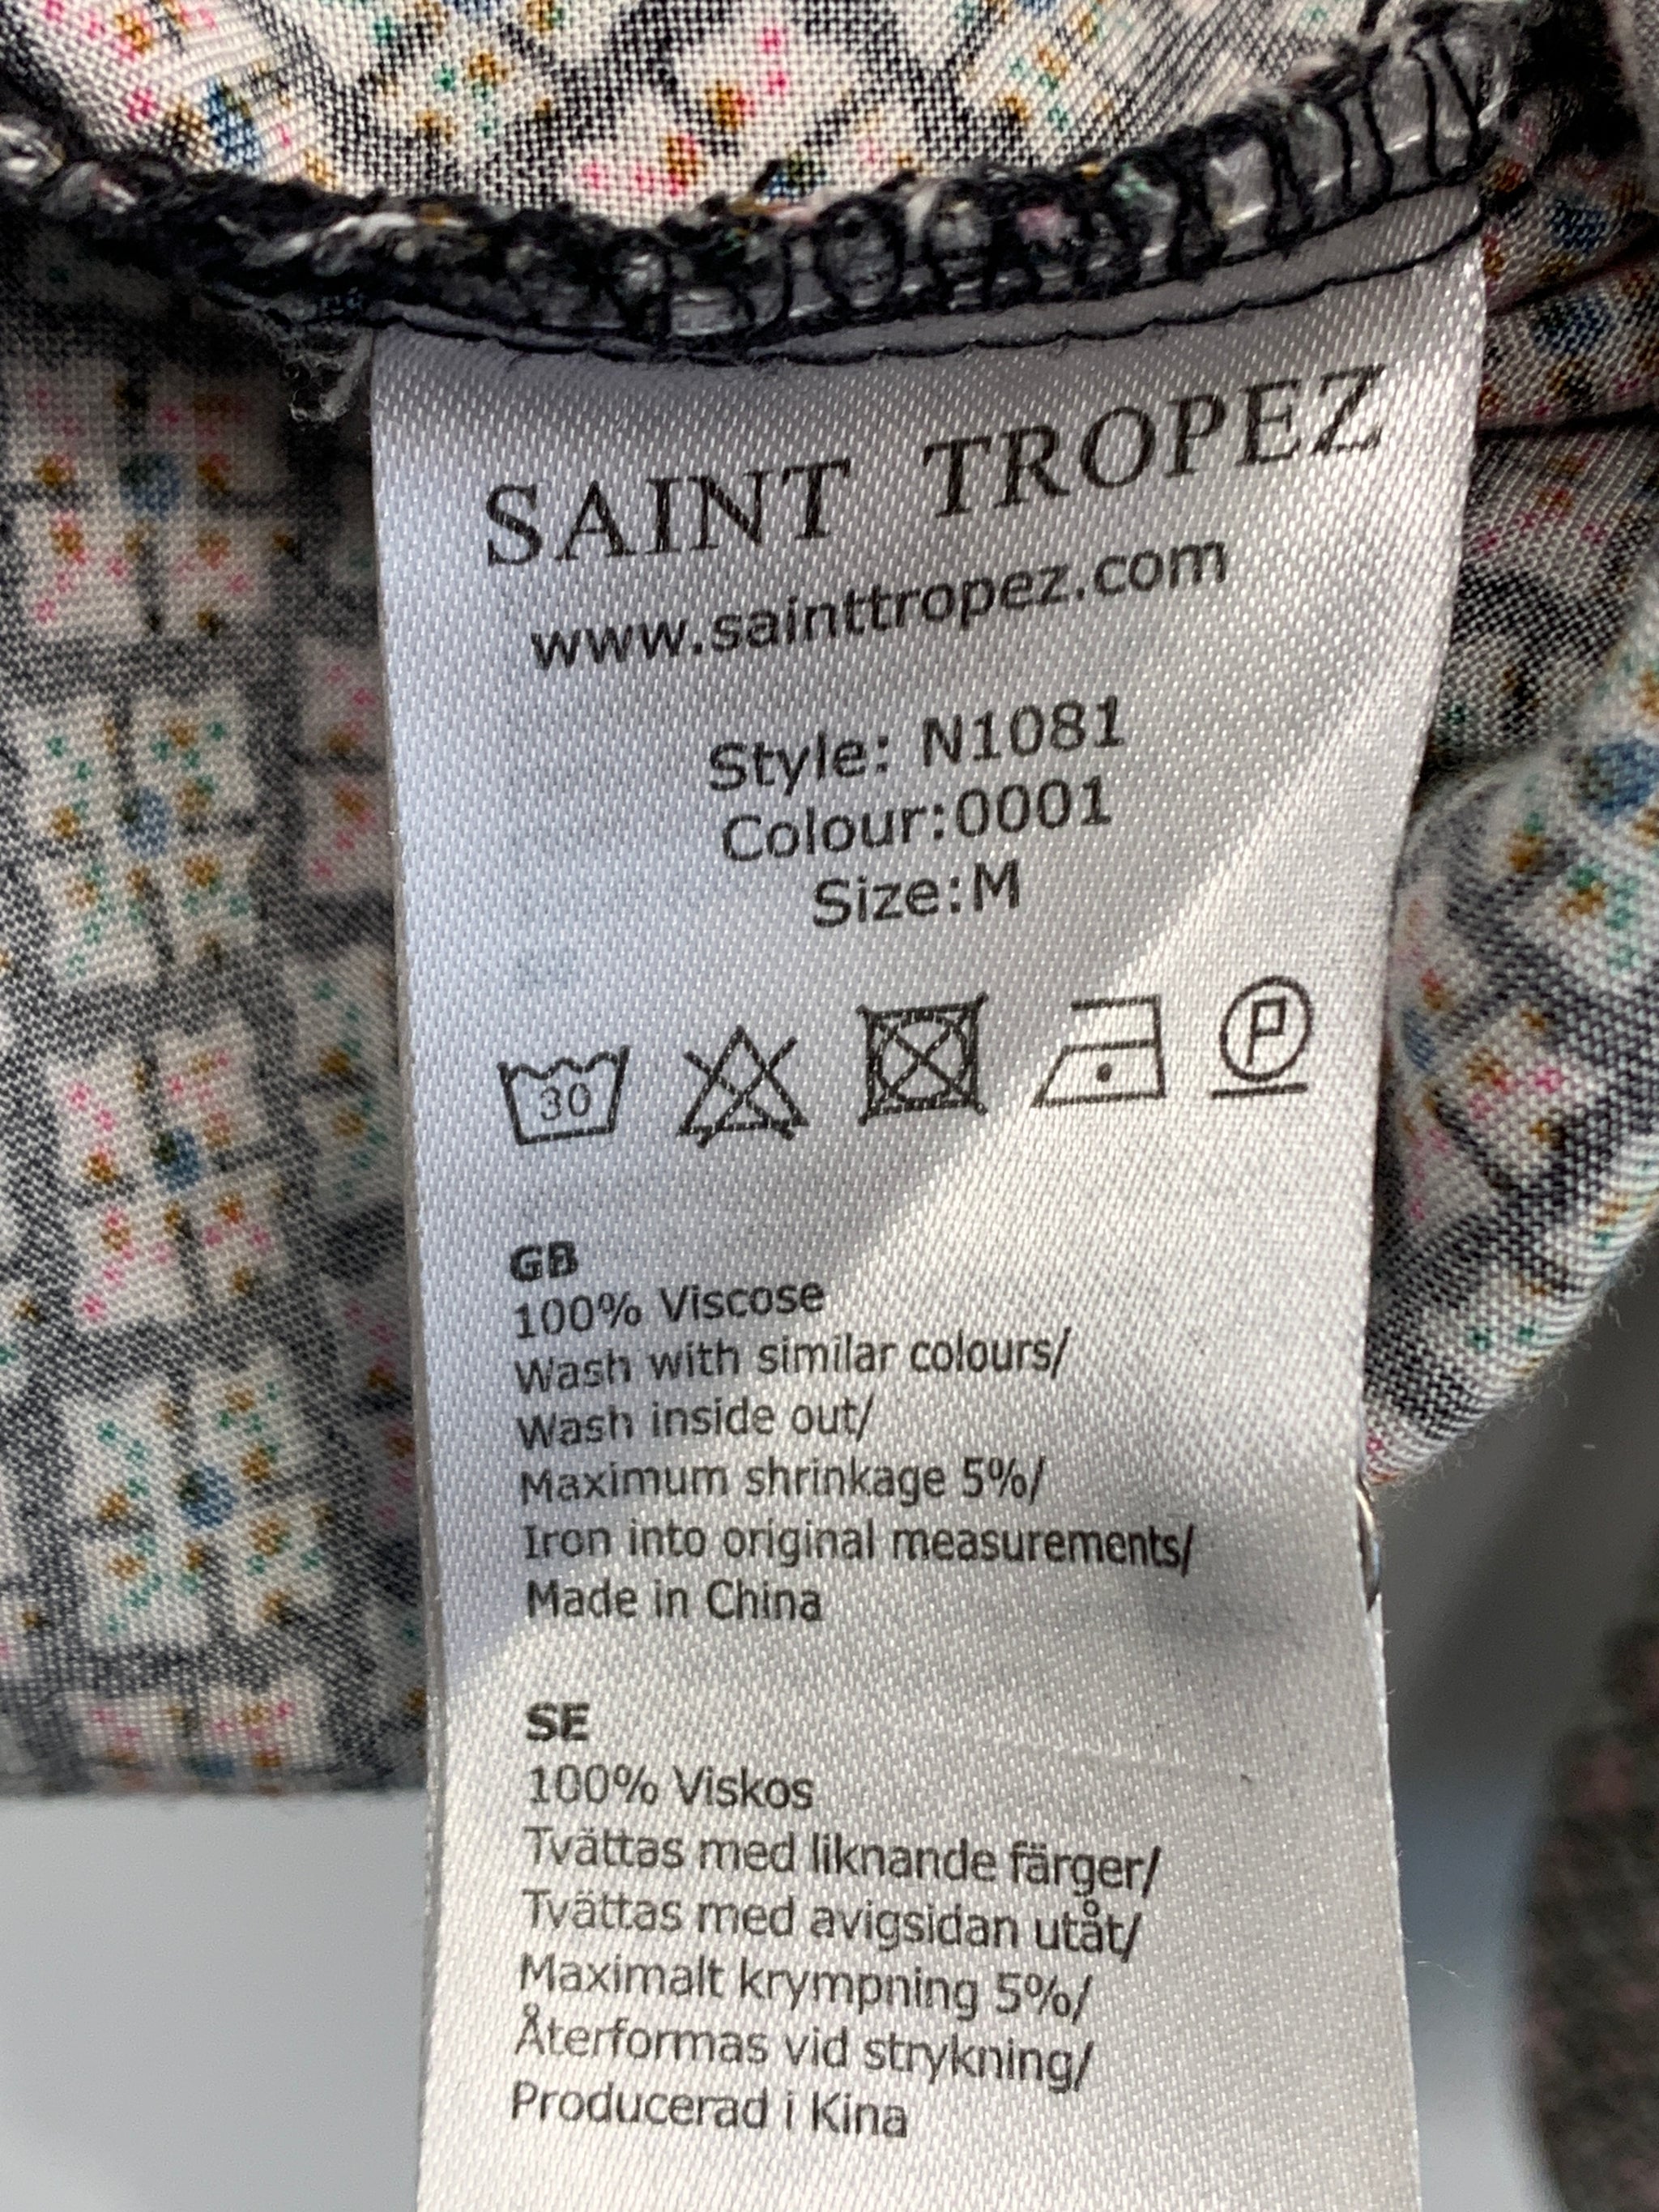 SAINT TROPEZ
www.sainttropez.com
Style: N1081
Colour:0001
Size:M
30 P
GB
100% Viscose
Wash with similar colours/
Wash inside out/
Maximum shrinkage 5%/
Iron into original measurements/
Made in China
SE
100% Viskos
Tvättas med liknande färger/
Tvättas med avigsidan utåt/
Maximalt krympning 5%/
Återformas vid strykning/
Producerad i Kina